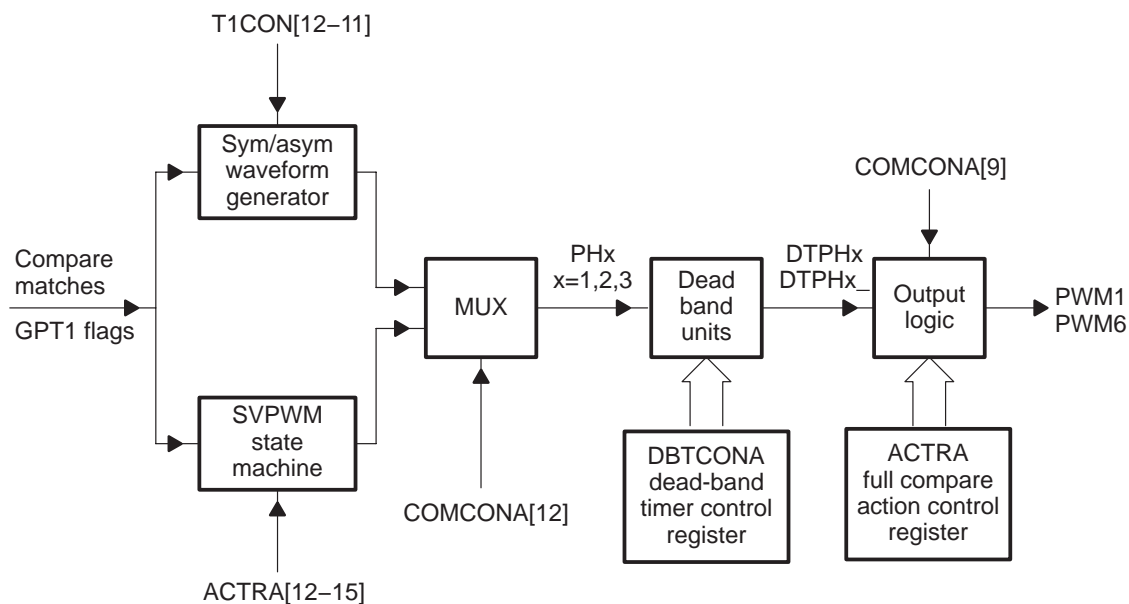 T1CON[12–11]
Sym/asym
waveform
generator
COMCONA[9]
Compare
matches
GPT1 flags
MUX
PHx
x=1,2,3
Dead
band
units
DTPHx
DTPHx_
Output
logic
PWM1
PWM6
SVPWM
state
machine
COMCONA[12]
DBTCONA
dead-band
timer control
register
ACTRA
full compare
action control
register
ACTRA[12–15]